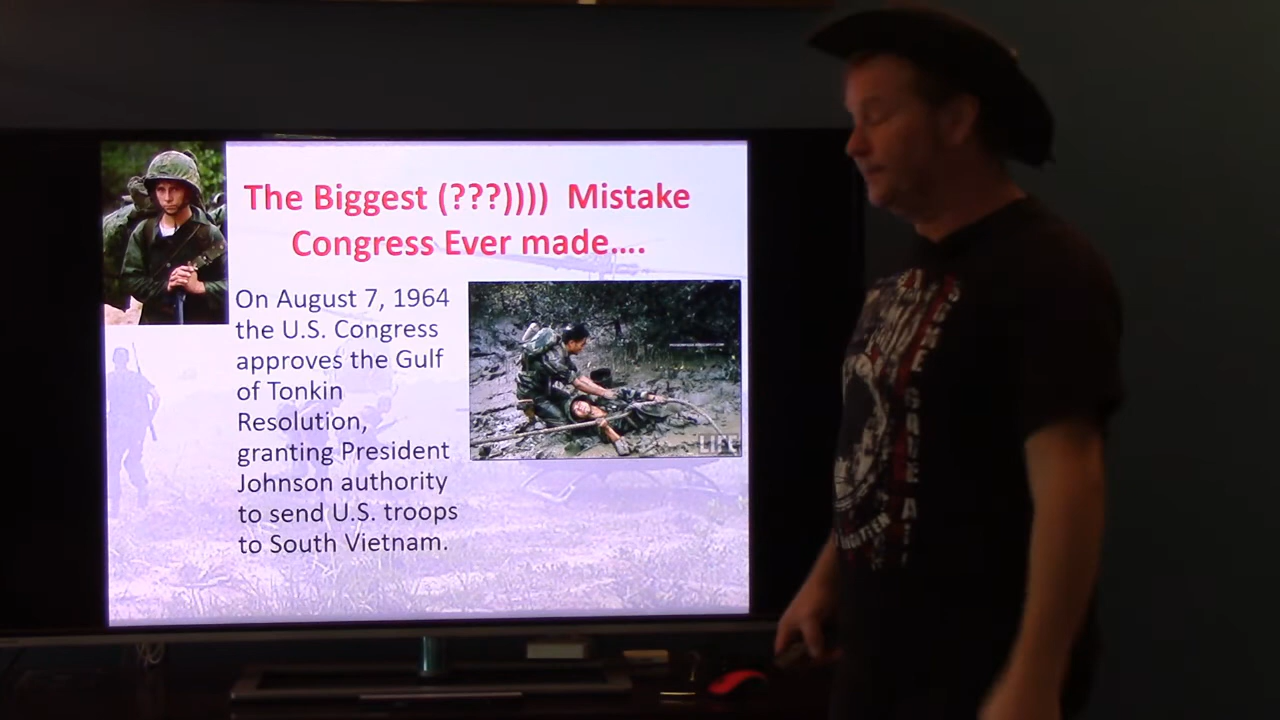 The Biggest (???)))) Mistake
Congress Ever made....
On August 7, 1964
the U.S. Congress
approves the Gulf
of Tonkin
Resolution,
granting President
Johnson authority
to send U.S. troops
to South Vietnam.
LIFE